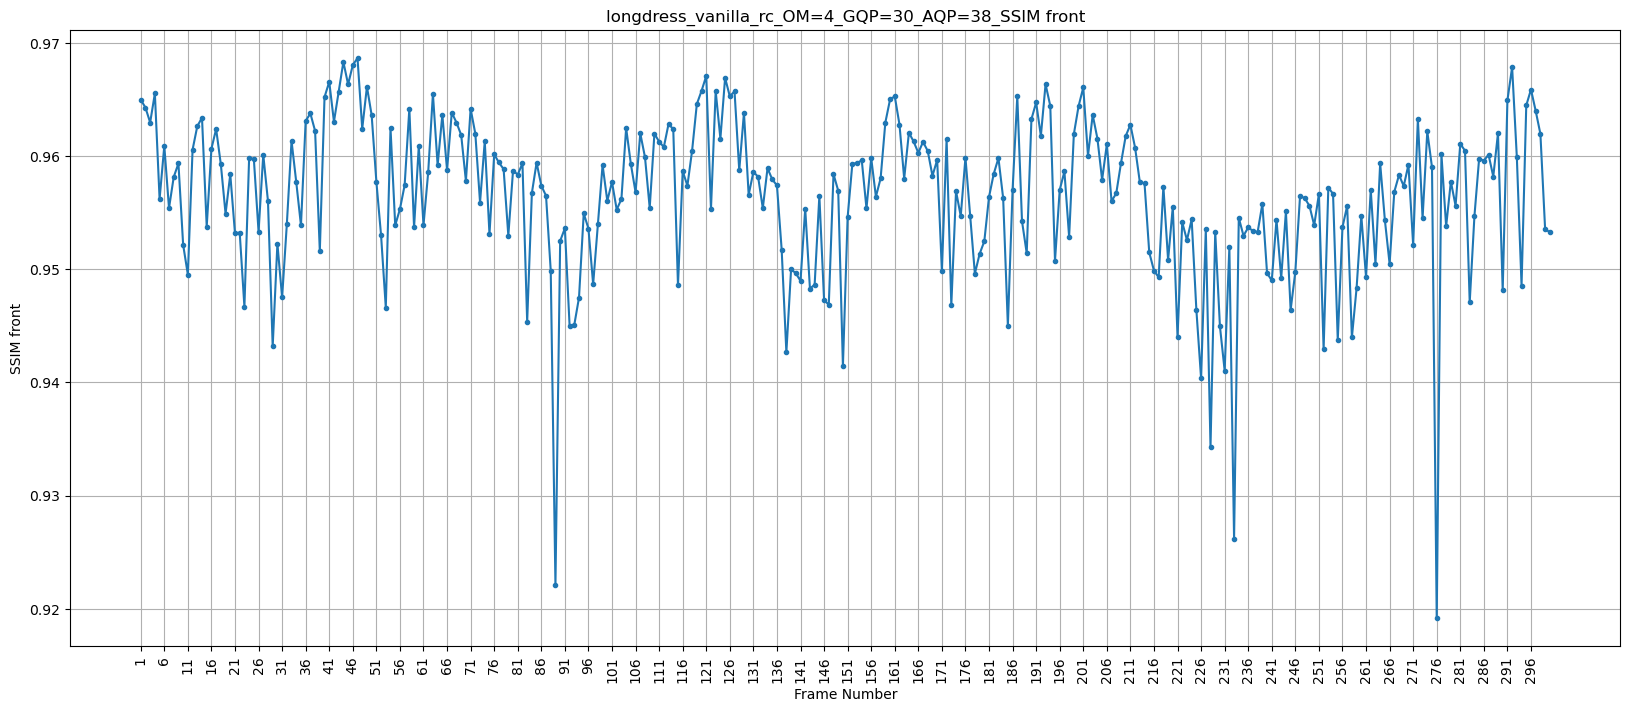 longdress_vanilla_rc_OM=4_GQP=30_AQP=38_SSIM front
0.97
0.96
0.95
0.94
0.93
0.92
SSIM front
1 6 11 16 21 26 31 36 41 46 51 56 61 66 71 76 81 86 91 96 101 106 111 116 121 126 131 136 141 146 151 156 161 166 171 176 181 186 191 196 201 206 211 216 221 226 231 236 241 246 251 256 261 266 271 276 281 286 291 296
Frame Number